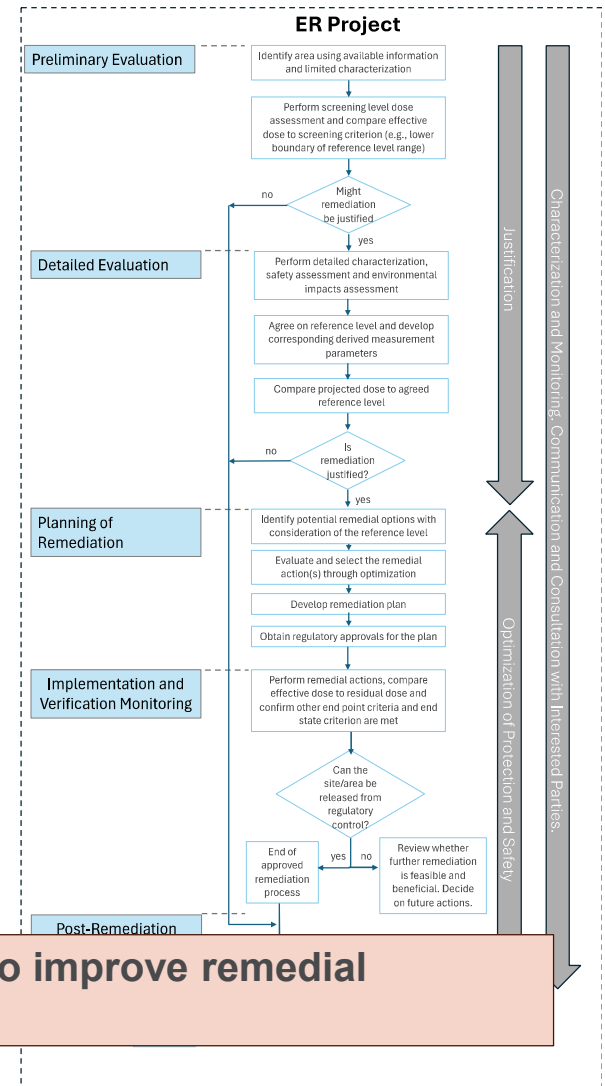 ER Project
Preliminary Evaluation
Identify area using available information
and limited characterization
Perform screening level dose
assessment and compare effective
dose to screening criterion (e.g., lower
boundary of reference level range)
Might
remediation
be justified
no
yes
Detailed Evaluation
Perform detailed characterization,
safety assessment and environmental
impacts assessment
Agree on reference level and develop
corresponding derived measurement
parameters
Compare projected dose to agreed
reference level
Is
remediation
justified?
no
yes
Planning of
Remediation
Identify potential remedial options with
consideration of the reference level
Evaluate and select the remedial
action(s) through optimization
Develop remediation plan
Obtain regulatory approvals for the plan
Implementation and
Verification Monitoring
Perform remedial actions, compare
effective dose to residual dose and
confirm other end point criteria and end
state criterion are met
Can the
site/area be
released from
regulatory
control?
yes
no
End of
approved
remediation
process
Review whether
further remediation
is feasible and
beneficial. Decide
on future actions.
Post-Remediation
Justification
Optimization of Protection and Safety
Characterization and Monitoring, Communication and Consultation with Interested Parties.
o improve remedial